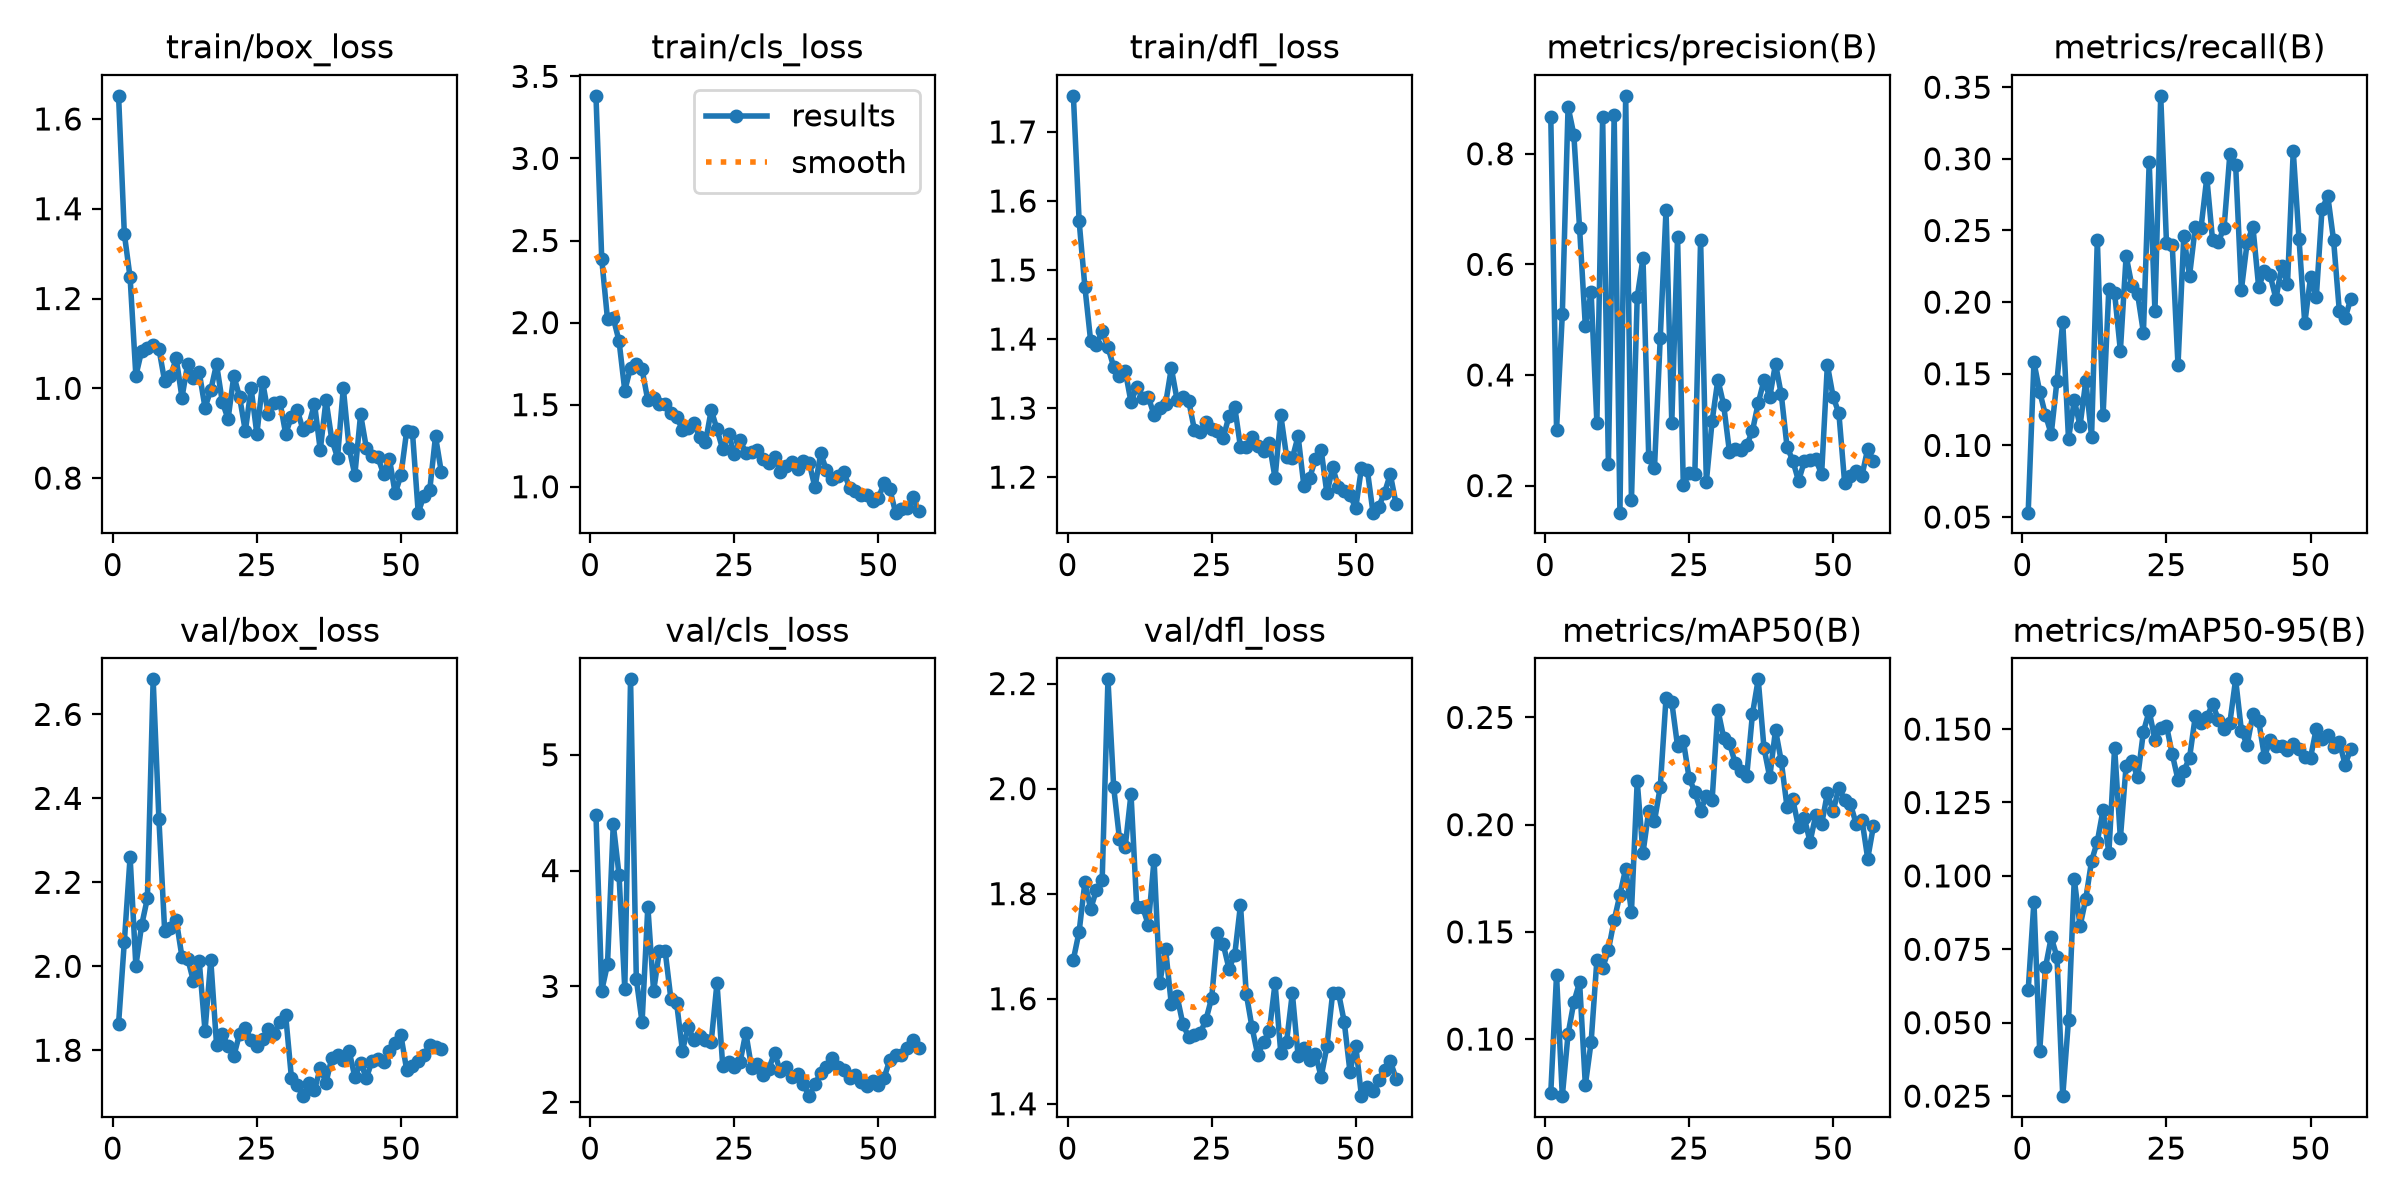 train/box_loss
1.6
1.4
1.2
1.0
0.8
0 25 50
train/cls_loss
results
smooth
3.5
3.0
2.5
2.0
1.5
1.0
0 25 50
train/dfl_loss
1.7
1.6
1.5
1.4
1.3
1.2
0 25 50
metrics/precision(B)
0.8
0.6
0.4
0.2
0 25 50
metrics/recall(B)
0.35
0.30
0.25
0.20
0.15
0.10
0.05
0 25 50
val/box_loss
2.6
2.4
2.2
2.0
1.8
0 25 50
val/cls_loss
5
4
3
2
0 25 50
val/dfl_loss
2.2
2.0
1.8
1.6
1.4
0 25 50
metrics/mAP50(B)
0.25
0.20
0.15
0.10
0 25 50
metrics/mAP50-95(B)
0.150
0.125
0.100
0.075
0.050
0.025
0 25 50